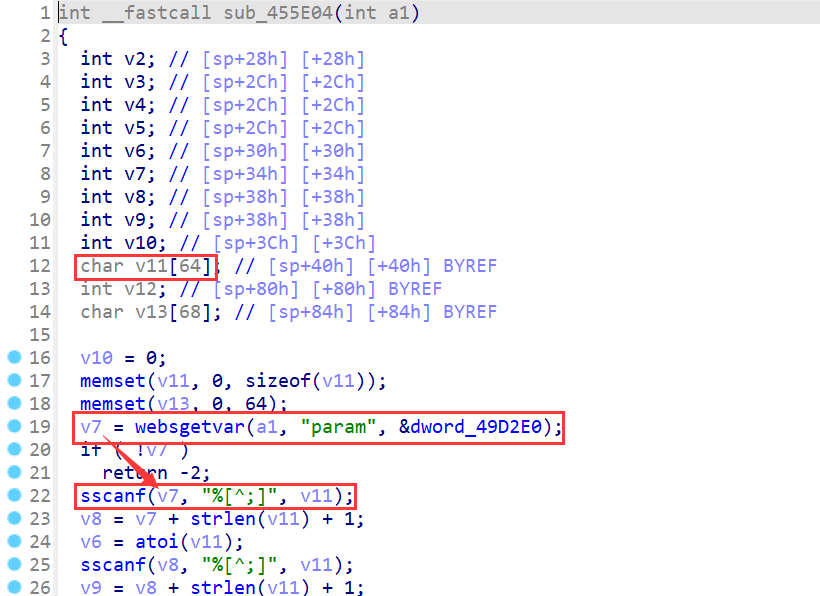 1 int __fastcall sub_455E04(int a1)
2 {
3 int v2; // [sp+28h] [+28h]
4 int v3; // [sp+2Ch] [+2Ch]
5 int v4; // [sp+2Ch] [+2Ch]
6 int v5; // [sp+2Ch] [+2Ch]
7 int v6; // [sp+30h] [+30h]
8 int v7; // [sp+34h] [+34h]
9 int v8; // [sp+38h] [+38h]
10 int v9; // [sp+38h] [+38h]
11 int v10; // [sp+3Ch] [+3Ch]
12 char v11[64]; // [sp+40h] [+40h] BYREF
13 int v12; // [sp+80h] [+80h] BYREF
14 char v13[68]; // [sp+84h] [+84h] BYREF
15
16 v10 = 0;
17 memset(v11, 0, sizeof(v11));
18 memset(v13, 0, 64);
19 v7 = websgetvar(a1, "param", &dword_49D2E0);
20 if ( !v7 )
21 return -2;
22 sscanf(v7, "%[^;]", v11);
23 v8 = v7 + strlen(v11) + 1;
24 v6 = atoi(v11);
25 sscanf(v8, "%[^;]", v11);
26 v9 = v8 + strlen(v11) + 1;